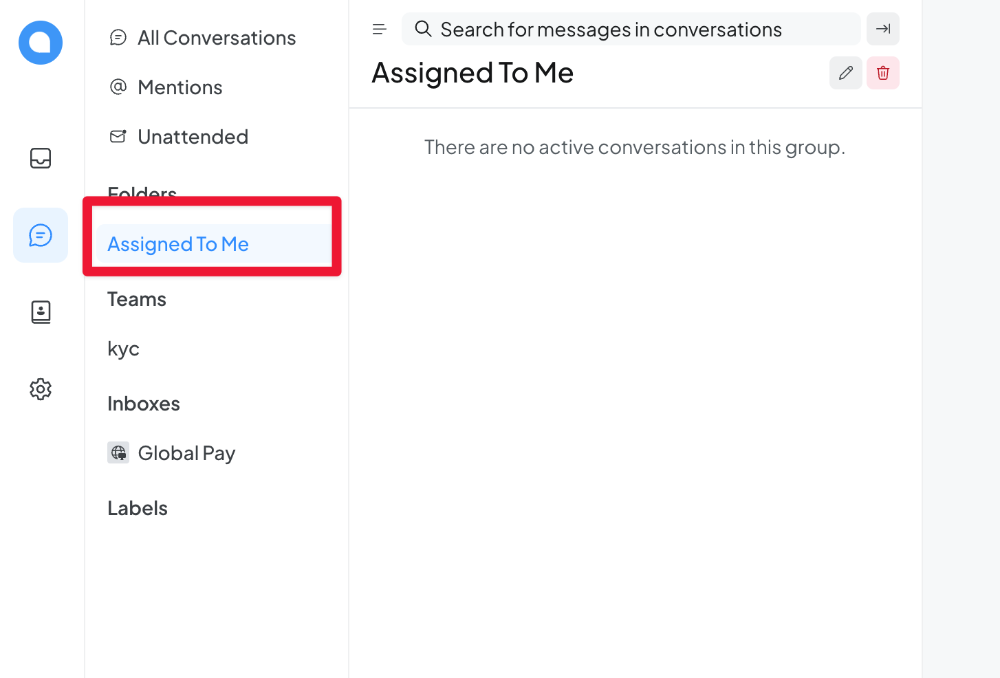 All Conversations
Mentions
Unattended
Folders
Assigned To Me
Teams
kyc
Inboxes
Global Pay
Labels
Search for messages in conversations
Assigned To Me
There are no active conversations in this group.